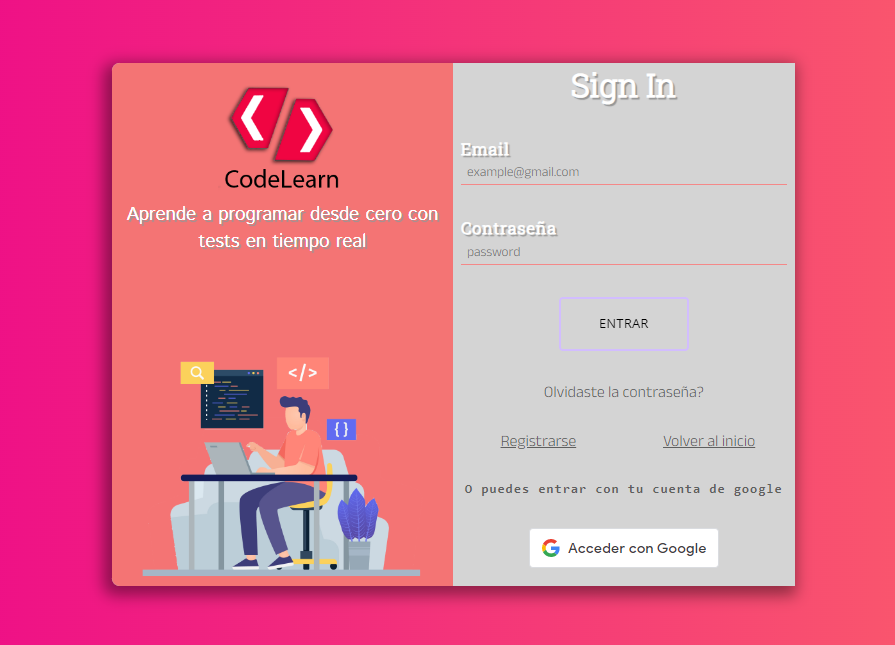 CodeLearn
Aprende a programar desde cero con
tests en tiempo real
</>
{ }
Sign In
Email
example@gmail.com
Contraseña
password
ENTRAR
Olvidaste la contraseña?
Registrarse
Volver al inicio
O puedes entrar con tu cuenta de google
Acceder con Google